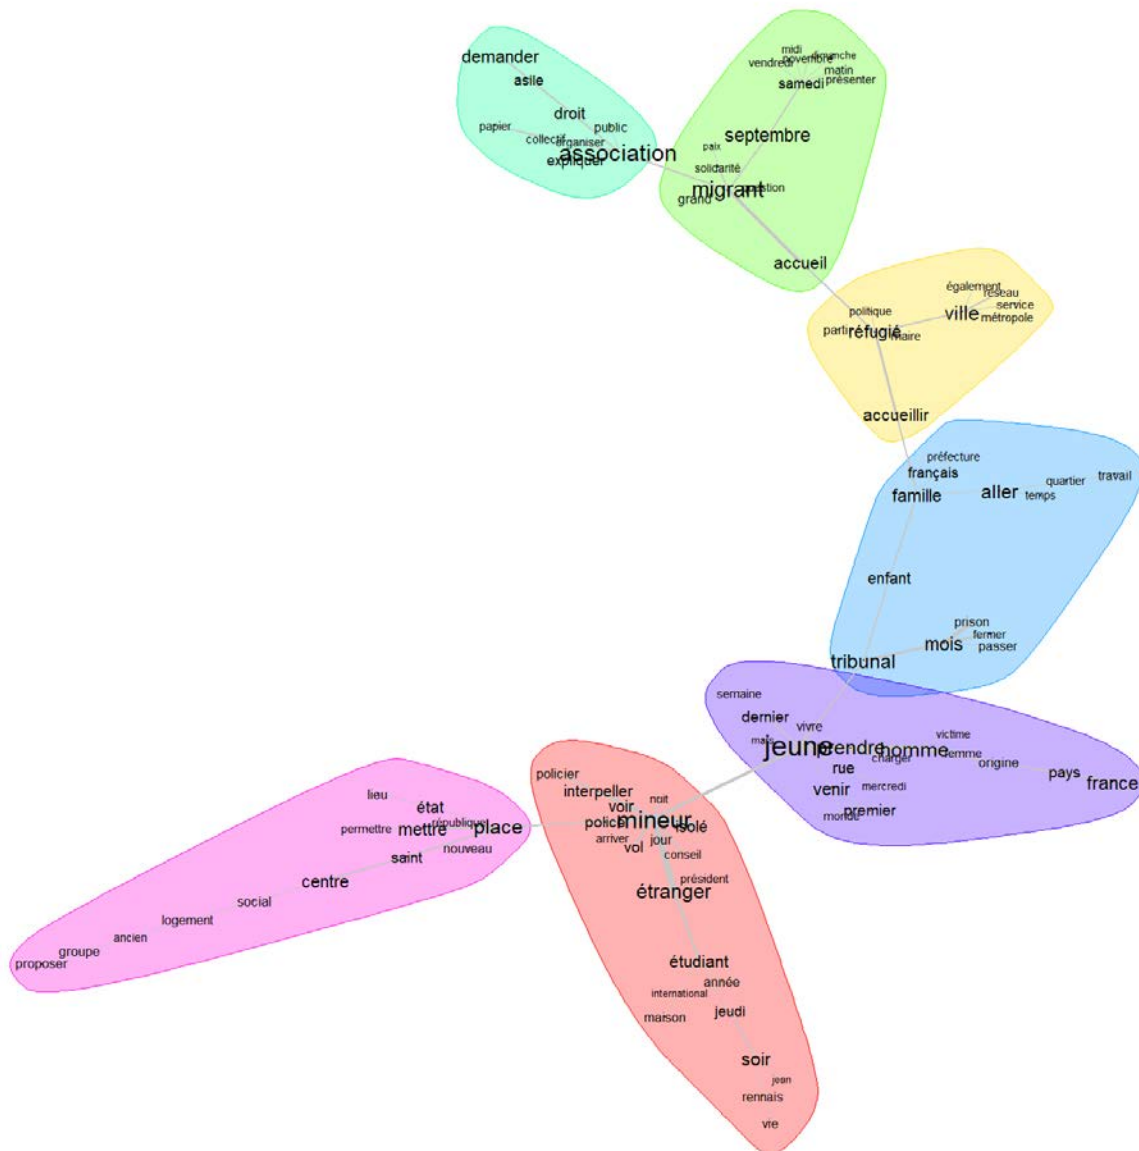 demander
asile
droit
papier
public
collectif
organiser
association
expliquer
midi
dimanche
novembre
vendredi
matin
samedi
présenter
septembre
paix
solidarité
migrant
question
grand
accueil
également
réseau
service
politique
ville
métropole
parti
réfugié
maire
accueillir
préfecture
français
quartier
travail
famille
aller
temps
enfant
prison
fermer
mois
passer
tribunal
semaine
dernier
vivre
victime
mais
jeune
prendre
homme
femme
charger
origine
rue
pays
france
venir
mercredi
monde
premier
policier
interpeller
nuit
voir
mineur
police
isolé
arriver
jour
vol
conseil
président
étranger
étudiant
année
international
jeudi
maison
soir
jean
rennais
vie
lieu
état
république
permettre
mettre
place
nouveau
saint
centre
social
logement
ancien
groupe
proposer